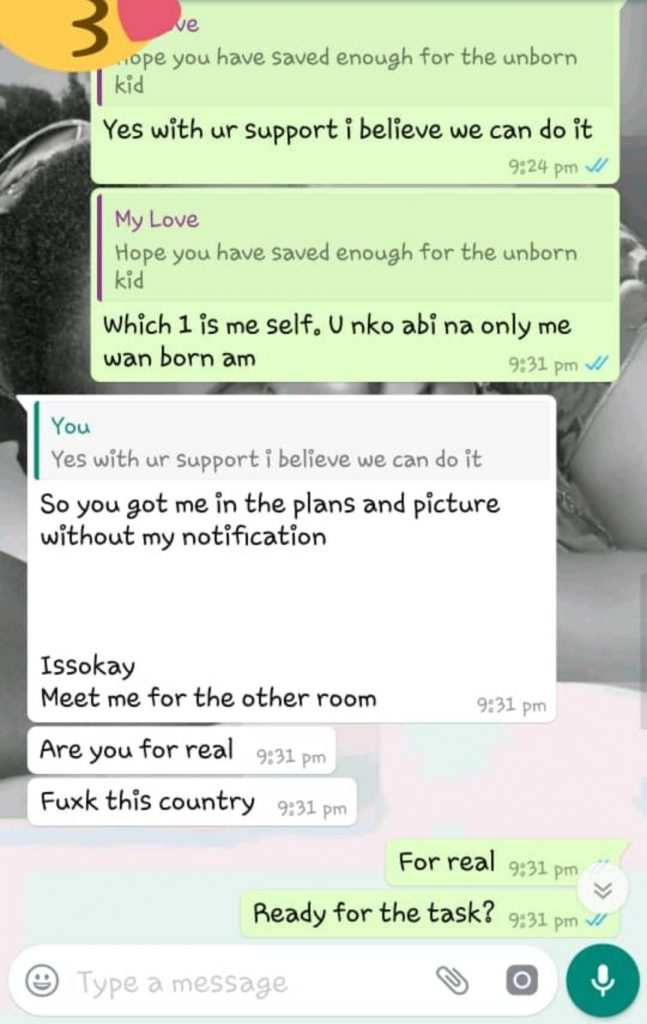 ve
hope you have saved enough for the unborn
kid
Yes with ur support i believe we can do it
9:24 pm
My Love
Hope you have saved enough for the unborn
kid
Which 1 is me self. U nko abi na only me
wan born am
9:31 pm
You
Yes with ur support i believe we can do it
So you got me in the plans and picture
without my notification
Issokay
Meet me for the other room
9:31 pm
Are you for real 9:31 pm
Fuxk this country 9:31 pm
For real 9:31 pm
Ready for the task? 9:31 pm
Type a message